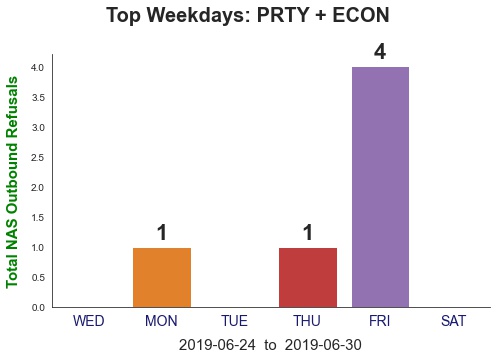 Top Weekdays: PRTY + ECON
4
4.0
3.5
3.0
2.5
2.0
1.5
1 1
1.0
0.5
0.0
Total NAS Outbound Refusals
WED MON TUE THU FRI SAT
2019-06-24 to 2019-06-30